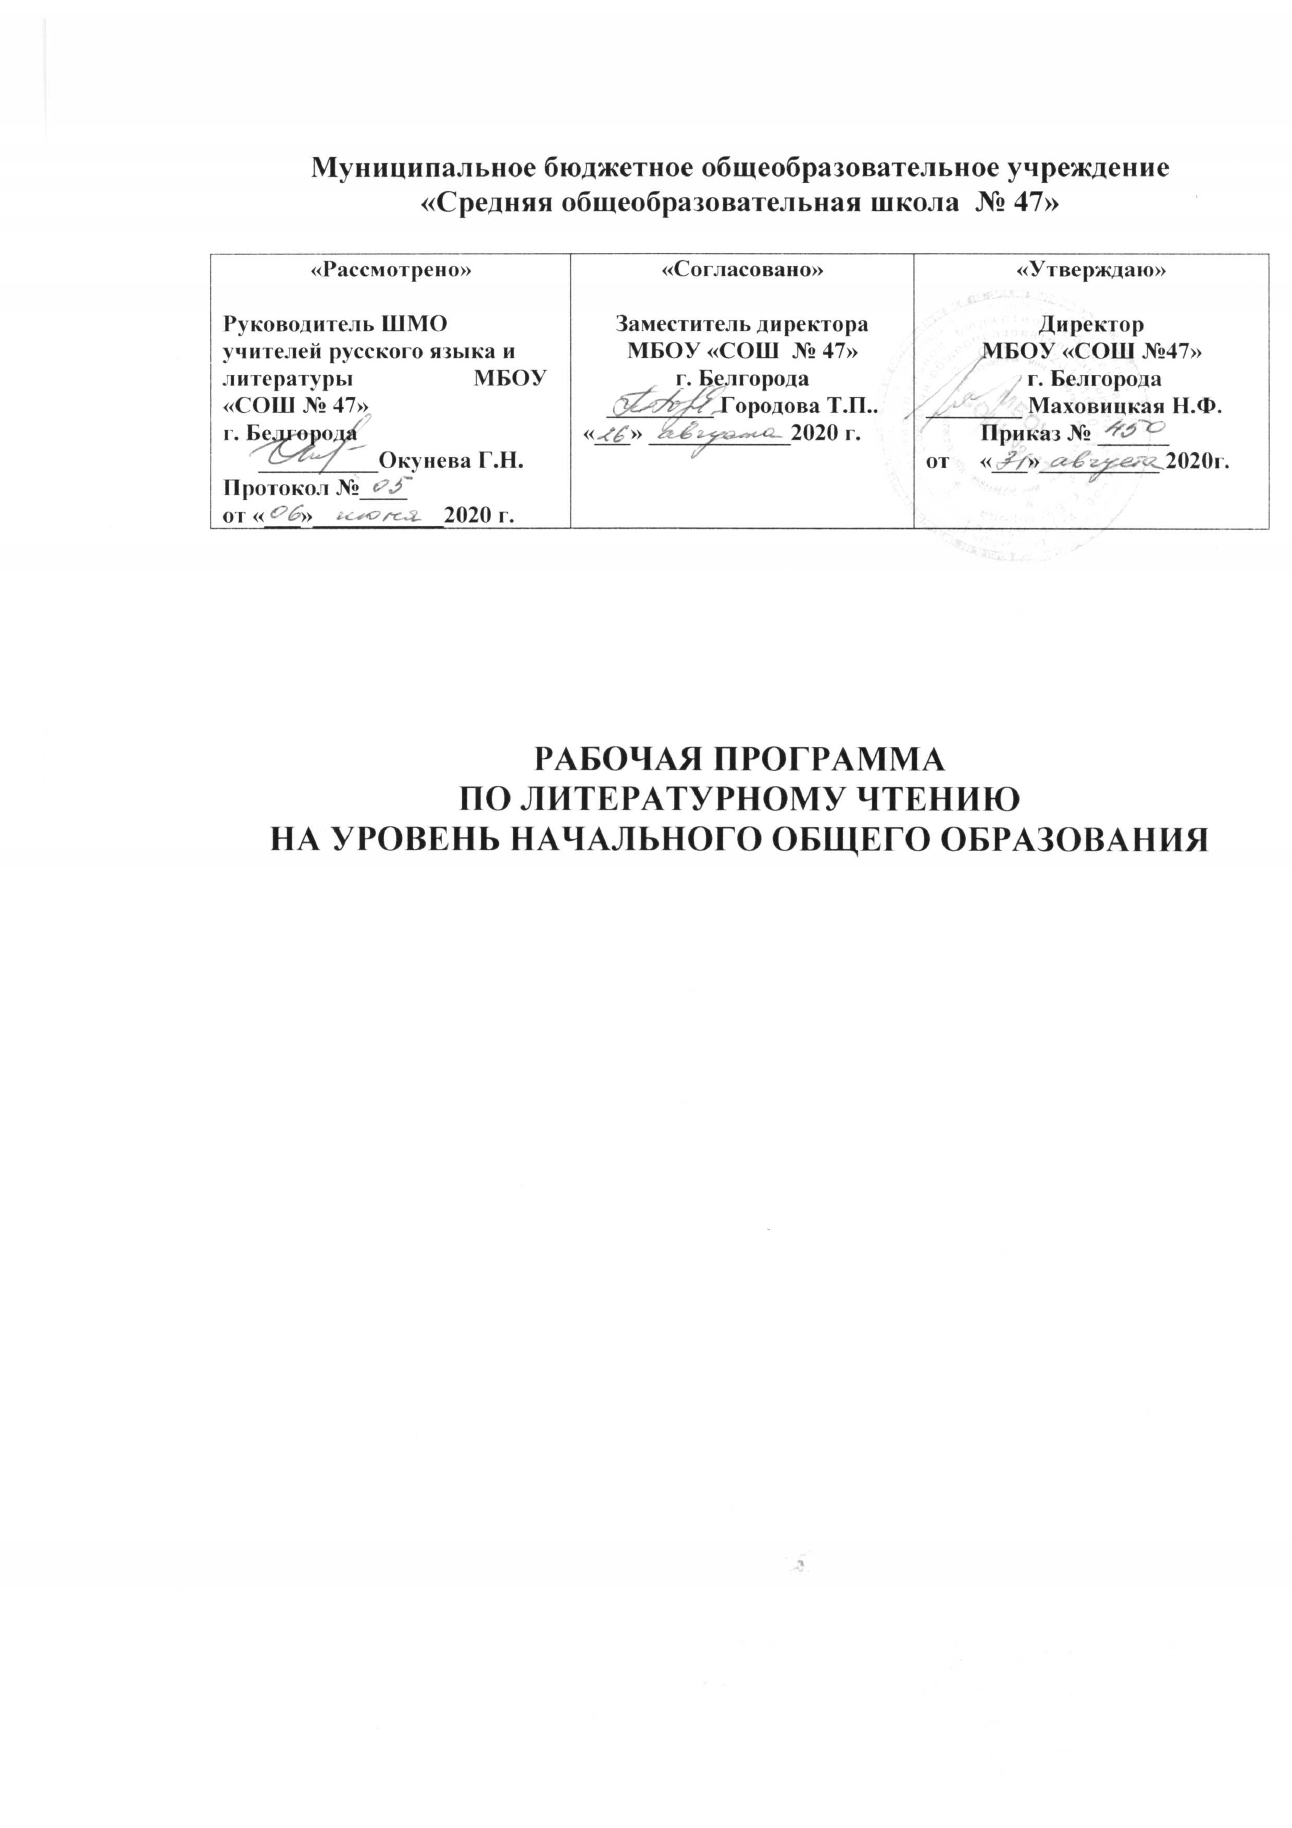 Муниципальное бюджетное общеобразовательное учреждение
«Средняя общеобразовательная школа № 47»
«Рассмотрено»
Руководитель ШМО
учителей русского языка и
литературы МБОУ
«СОШ № 47»
г. Белгорода
____________Окунева Г.Н.
Протокол № 05
от «06» июня 2020 г.
«Согласовано»
Заместитель директора
МБОУ «СОШ № 47»
г. Белгорода
_________Городова Т.П..
«26» августа 2020 г.
«Утверждаю»
Директор
МБОУ «СОШ №47»
г. Белгорода
________Маховицкая Н.Ф.
Приказ № 450
от «31» августа 2020г.
РАБОЧАЯ ПРОГРАММА
ПО ЛИТЕРАТУРНОМУ ЧТЕНИЮ
НА УРОВЕНЬ НАЧАЛЬНОГО ОБЩЕГО ОБРАЗОВАНИЯ